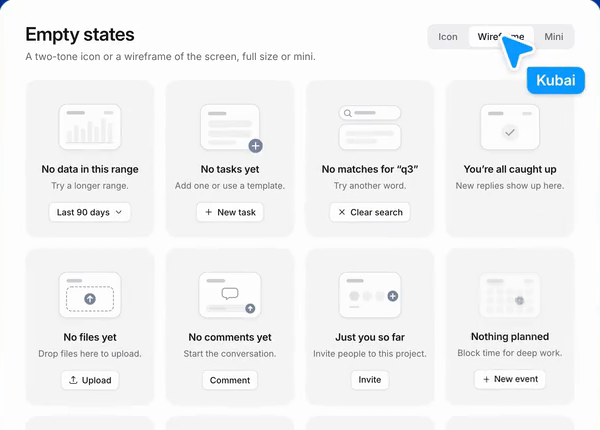 Empty states
A two-tone icon or a wireframe of the screen, full size or mini.
Icon
Wireframe
Mini
Kubai
No data in this range
Try a longer range.
Last 90 days
No tasks yet
Add one or use a template.
New task
No matches for “q3”
Try another word.
Clear search
You’re all caught up
New replies show up here.
No files yet
Drop files here to upload.
Upload
No comments yet
Start the conversation.
Comment
Just you so far
Invite people to this project.
Invite
Nothing planned
Block time for deep work.
New event